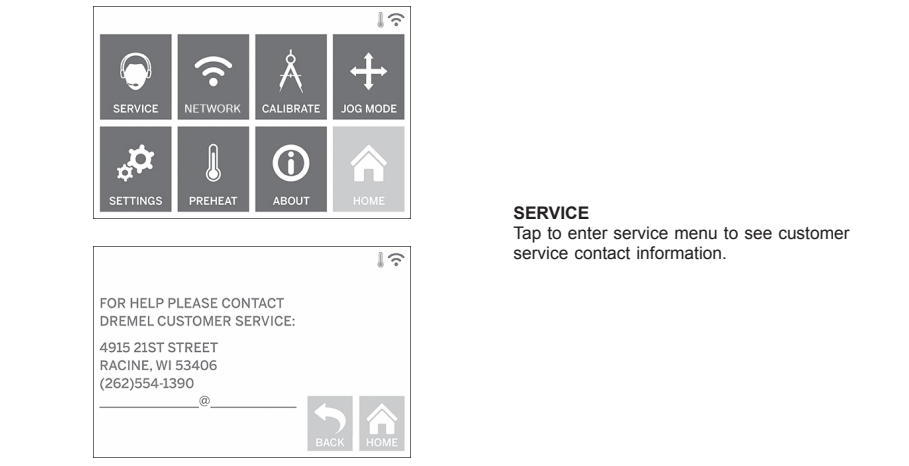 SERVICE
NETWORK
CALIBRATE
JOG MODE
SETTINGS
PREHEAT
ABOUT
HOME
SERVICE
Tap to enter service menu to see customer
service contact information.
FOR HELP PLEASE CONTACT
DREMEL CUSTOMER SERVICE:
4915 21ST STREET
RACINE, WI 53406
(262)554-1390
____________@____________
BACK
HOME